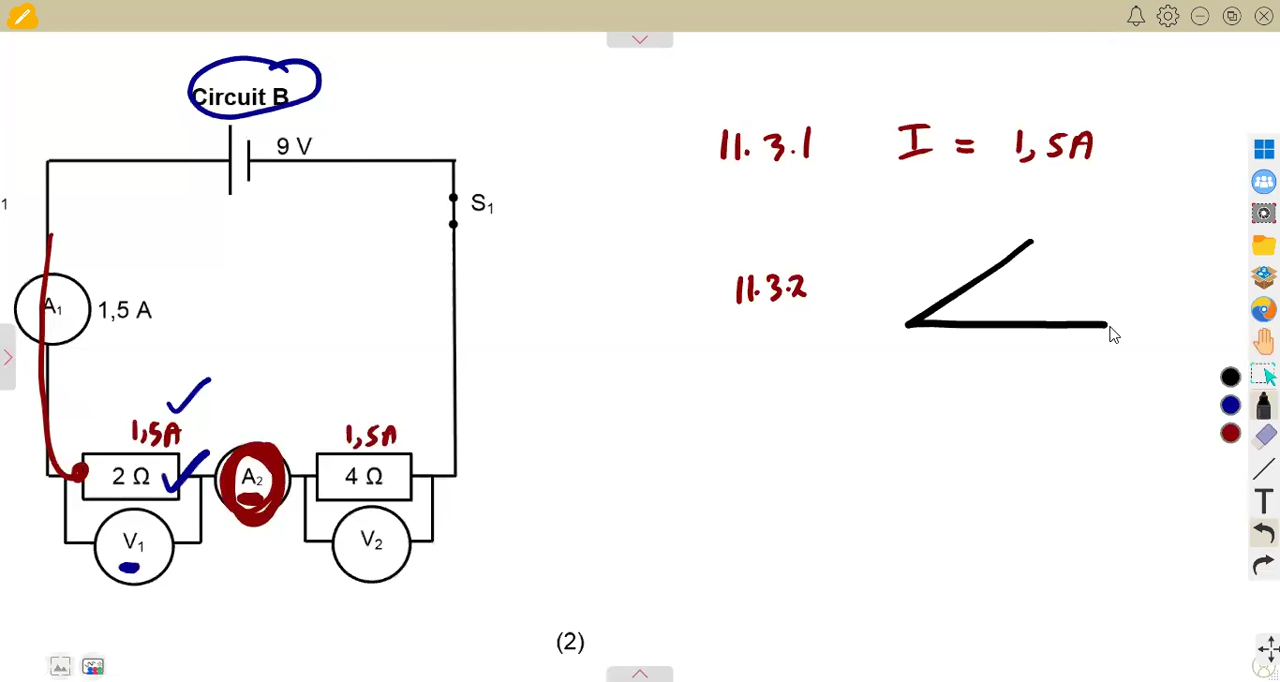 Circuit B
9 V
S₁
1
A₁
1,5 A
1,5A
1,5A
2 Ω
A₂
4 Ω
V₁
V₂
(2)
11.3.1 I = 1,5A
11.3.2
T